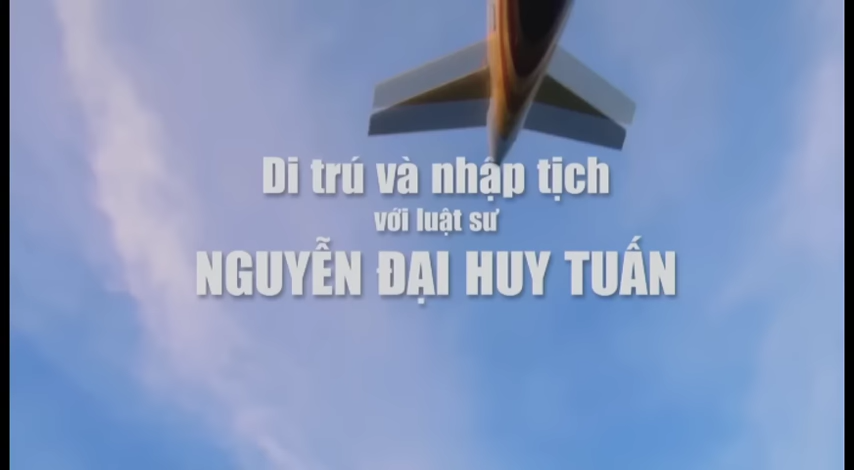 Di trú và nhập tịch
với luật sư
NGUYỄN ĐẠI HUY TUẤN